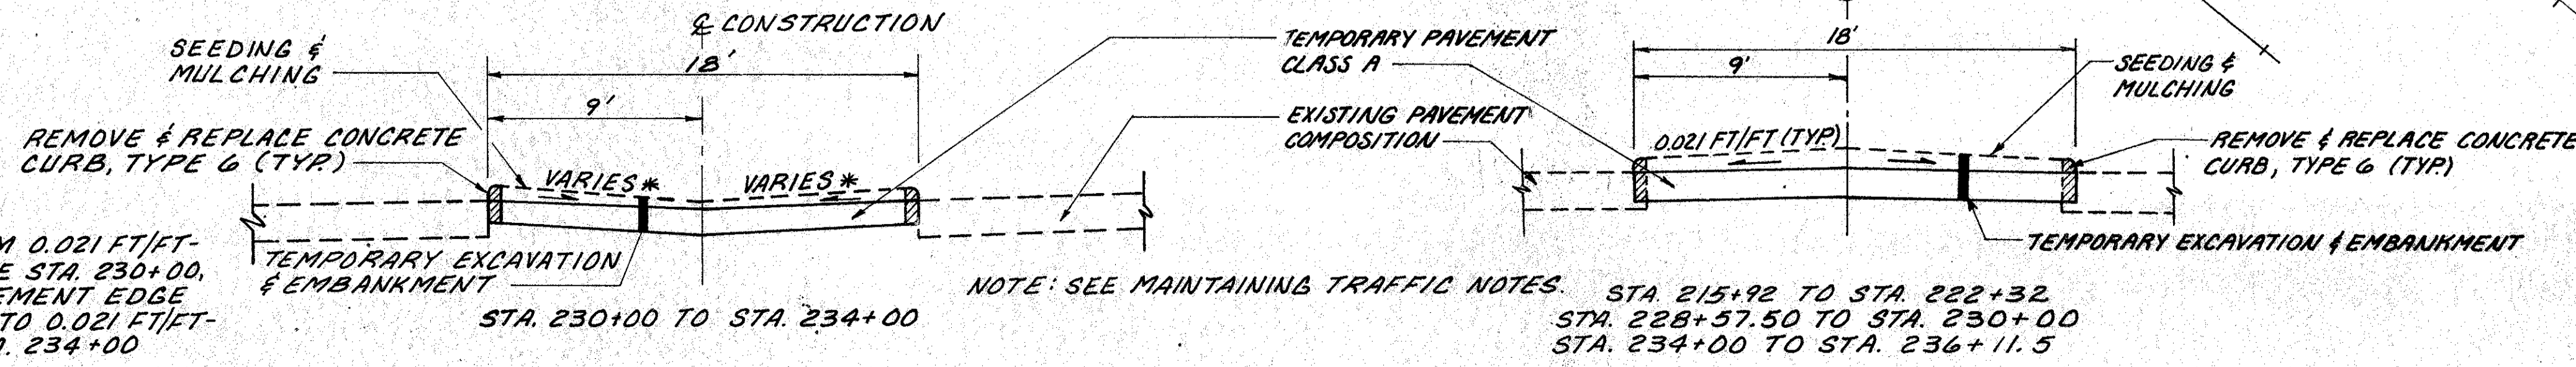 ℄ CONSTRUCTION
SEEDING &
MULCHING
18'
9'
REMOVE & REPLACE CONCRETE
CURB, TYPE 6 (TYP.)
VARIES *
VARIES *
TEMPORARY EXCAVATION
& EMBANKMENT
STA. 230+00 TO STA. 234+00
0.021 FT/FT-
STA. 230+00,
EDGE
TO 0.021 FT/FT-
234+00
TEMPORARY PAVEMENT
CLASS A
EXISTING PAVEMENT
COMPOSITION
NOTE: SEE MAINTAINING TRAFFIC NOTES.
18'
9'
0.021 FT/FT (TYP.)
SEEDING &
MULCHING
REMOVE & REPLACE CONCRETE
CURB, TYPE 6 (TYP.)
TEMPORARY EXCAVATION & EMBANKMENT
STA. 215+92 TO STA. 222+32
STA. 228+57.50 TO STA. 230+00
STA. 234+00 TO STA. 236+11.5